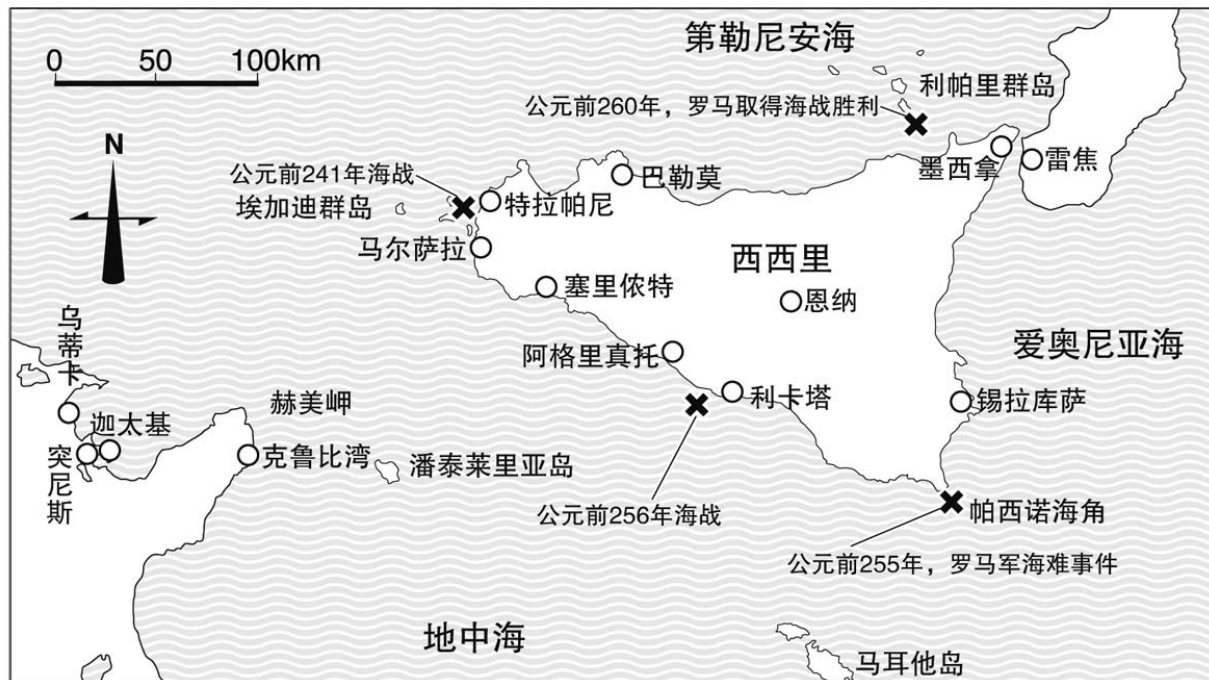 第勒尼安海
0 50 100km
利帕里群岛
公元前260年，罗马取得海战胜利
N
墨西拿
雷焦
公元前241年海战
巴勒莫
埃加迪群岛
特拉帕尼
马尔萨拉
西西里
塞里侬特
恩纳
乌蒂卡
爱奥尼亚海
阿格里真托
利卡塔
锡拉库萨
赫美岬
迦太基
突尼斯
克鲁比湾
潘泰莱里亚岛
公元前256年海战
帕西诺海角
公元前255年，罗马军海难事件
地中海
马耳他岛